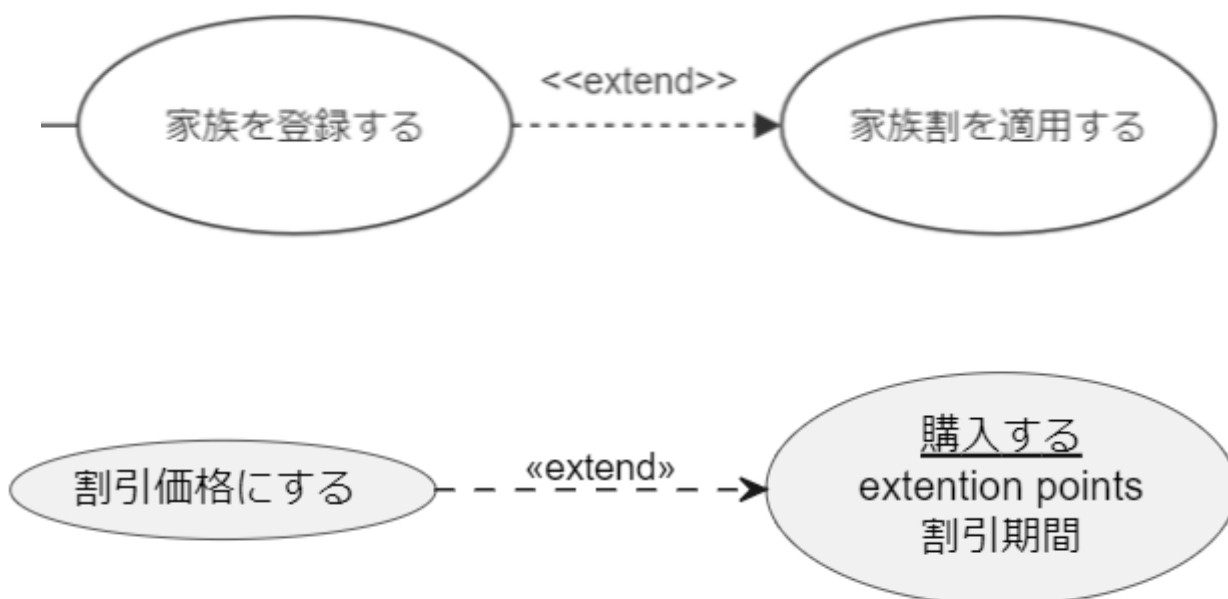 <<extend>>
家族を登録する
家族割を適用する
«extend»
割引価格にする
購入する
extention points
割引期間